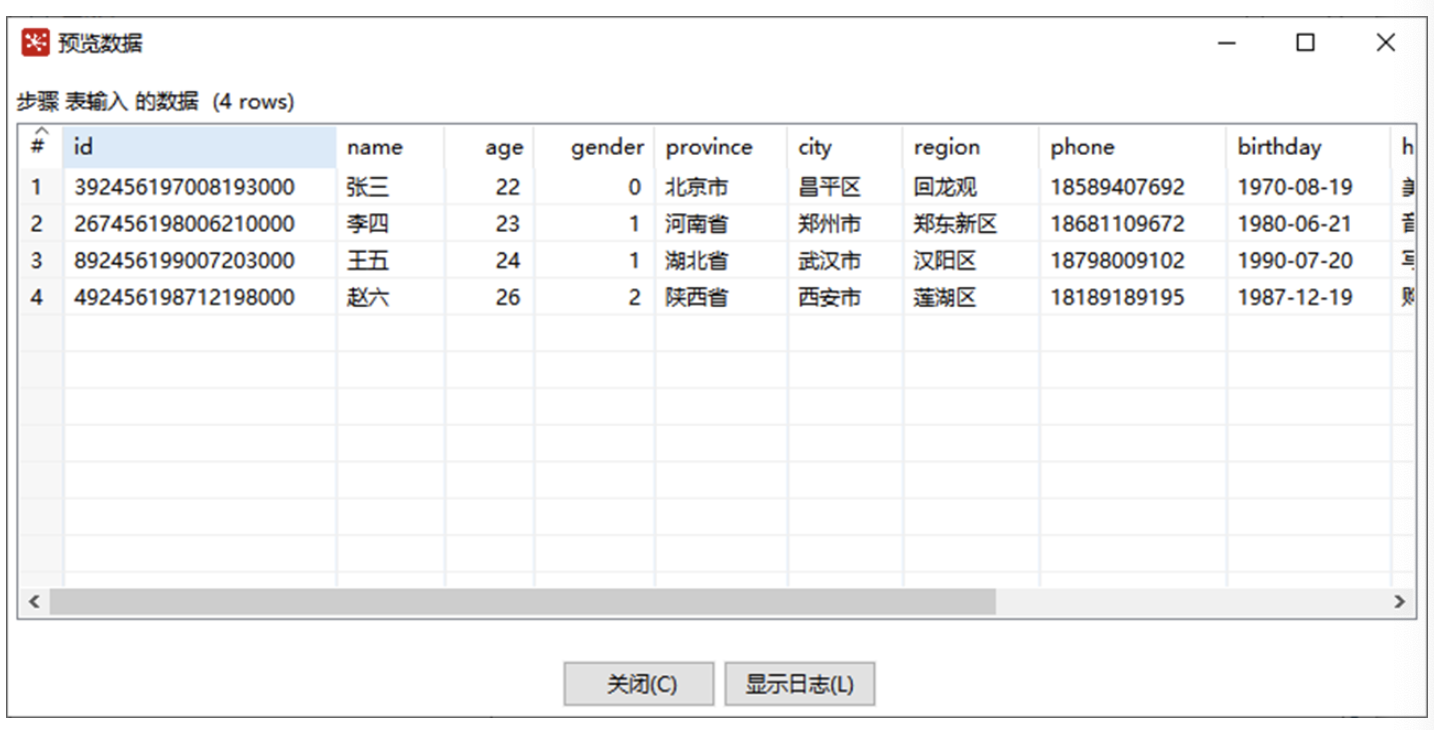 预览数据
步骤 表输入 的数据 (4 rows)
# id name age gender province city region phone birthday h
1 392456197008193000 张三 22 0 北京市 昌平区 回龙观 18589407692 1970-08-19
2 267456198006210000 李四 23 1 河南省 郑州市 郑东新区 18681109672 1980-06-21
3 892456199007203000 王五 24 1 湖北省 武汉市 汉阳区 18798009102 1990-07-20
4 492456198712198000 赵六 26 2 陕西省 西安市 莲湖区 18189189195 1987-12-19
关闭(C) 显示日志(L)